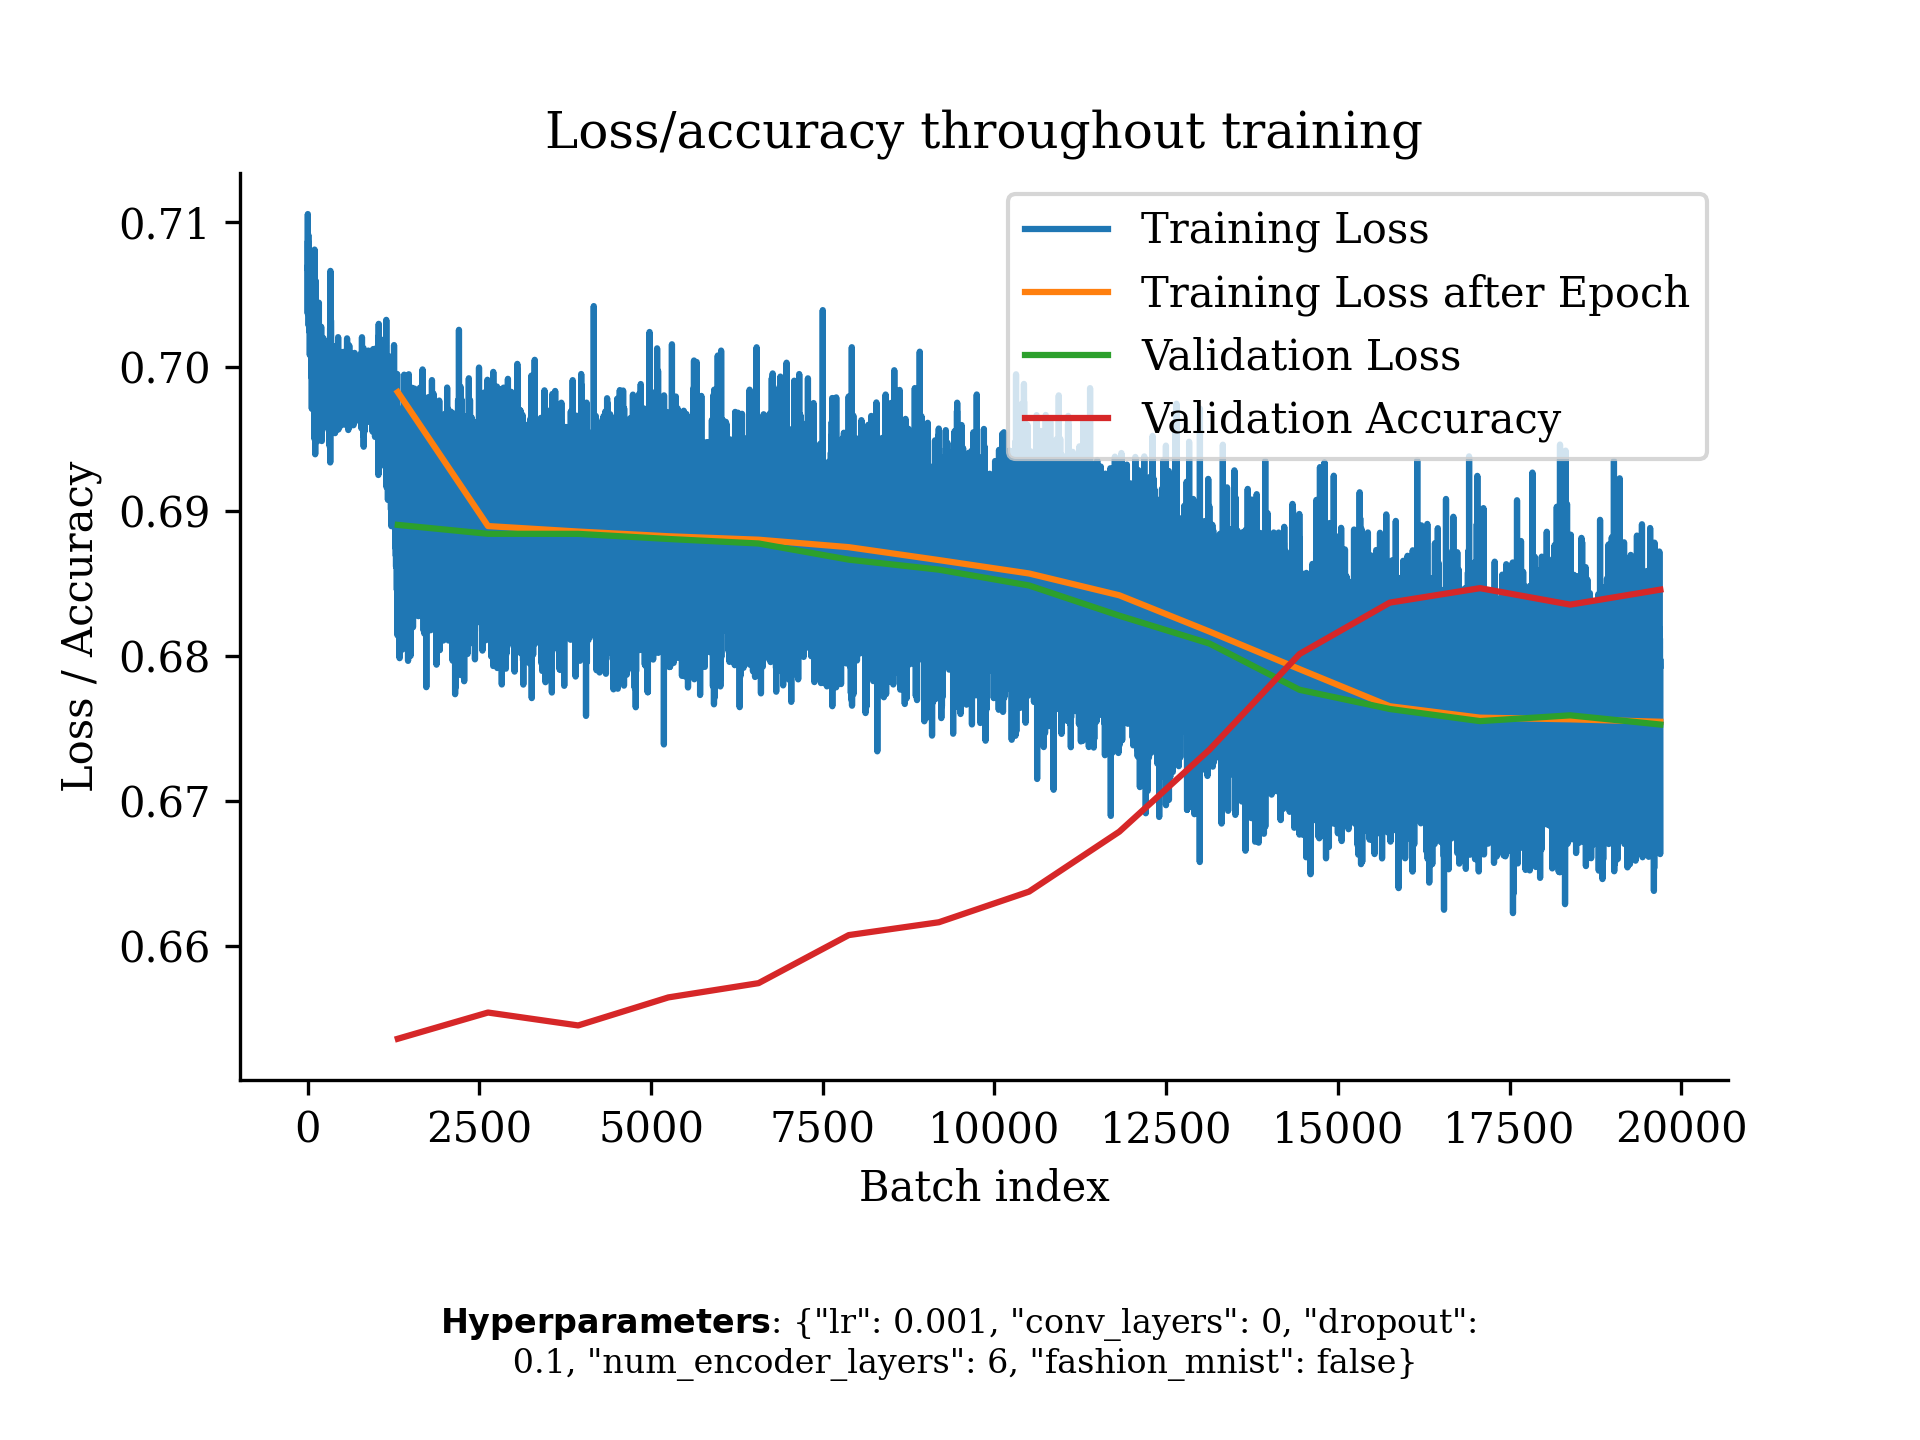 Loss/accuracy throughout training
Training Loss
Training Loss after Epoch
Validation Loss
Validation Accuracy
Loss / Accuracy
0.71
0.70
0.69
0.68
0.67
0.66
0 2500 5000 7500 10000 12500 15000 17500 20000
Batch index
Hyperparameters: {"lr": 0.001, "conv_layers": 0, "dropout":
0.1, "num_encoder_layers": 6, "fashion_mnist": false}